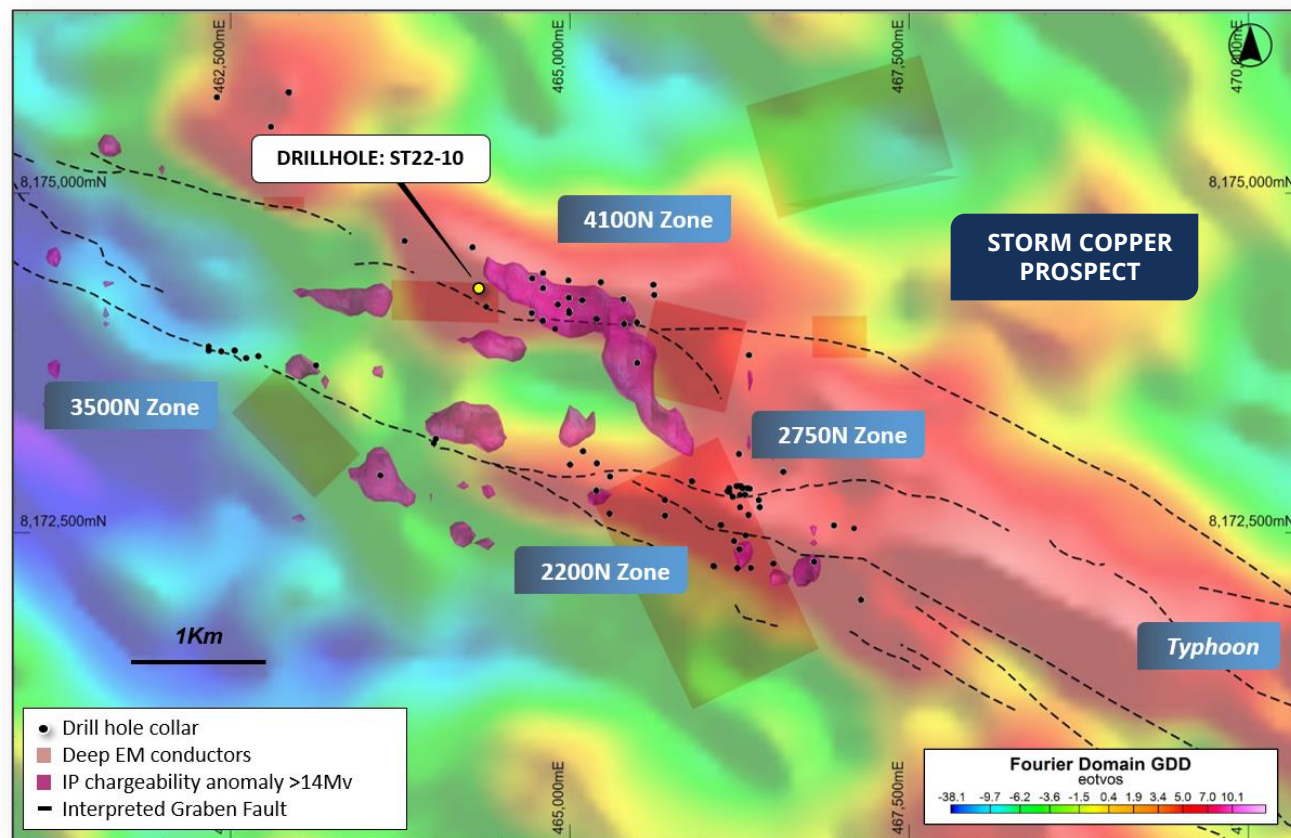 462,500mE
465,000mE
467,500mE
470,000mE
DRILLHOLE: ST22-10
8,175,000mN
8,175,000mN
4100N Zone
STORM COPPER
PROSPECT
3500N Zone
2750N Zone
8,172,500mN
8,172,500mN
2200N Zone
1Km
Typhoon
Drill hole collar
Deep EM conductors
IP chargeability anomaly >14Mv
Interpreted Graben Fault
465,000mE
467,500mE
Fourier Domain GDD
eotvos
-38.1 -9.7 -6.2 -3.6 -1.5 0.4 1.9 3.4 5.0 7.0 10.1